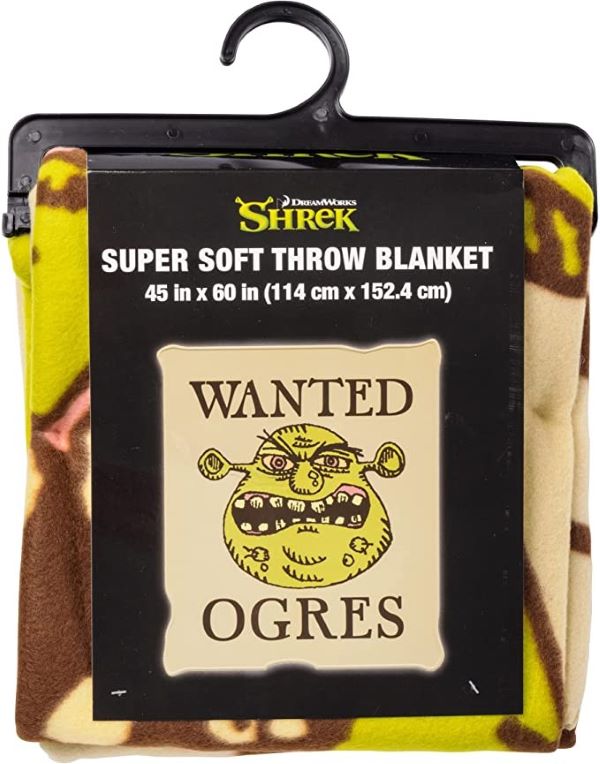 DREAMWORKS
SHREK
SUPER SOFT THROW BLANKET
45 in x 60 in (114 cm x 152.4 cm)
WANTED
OGRES